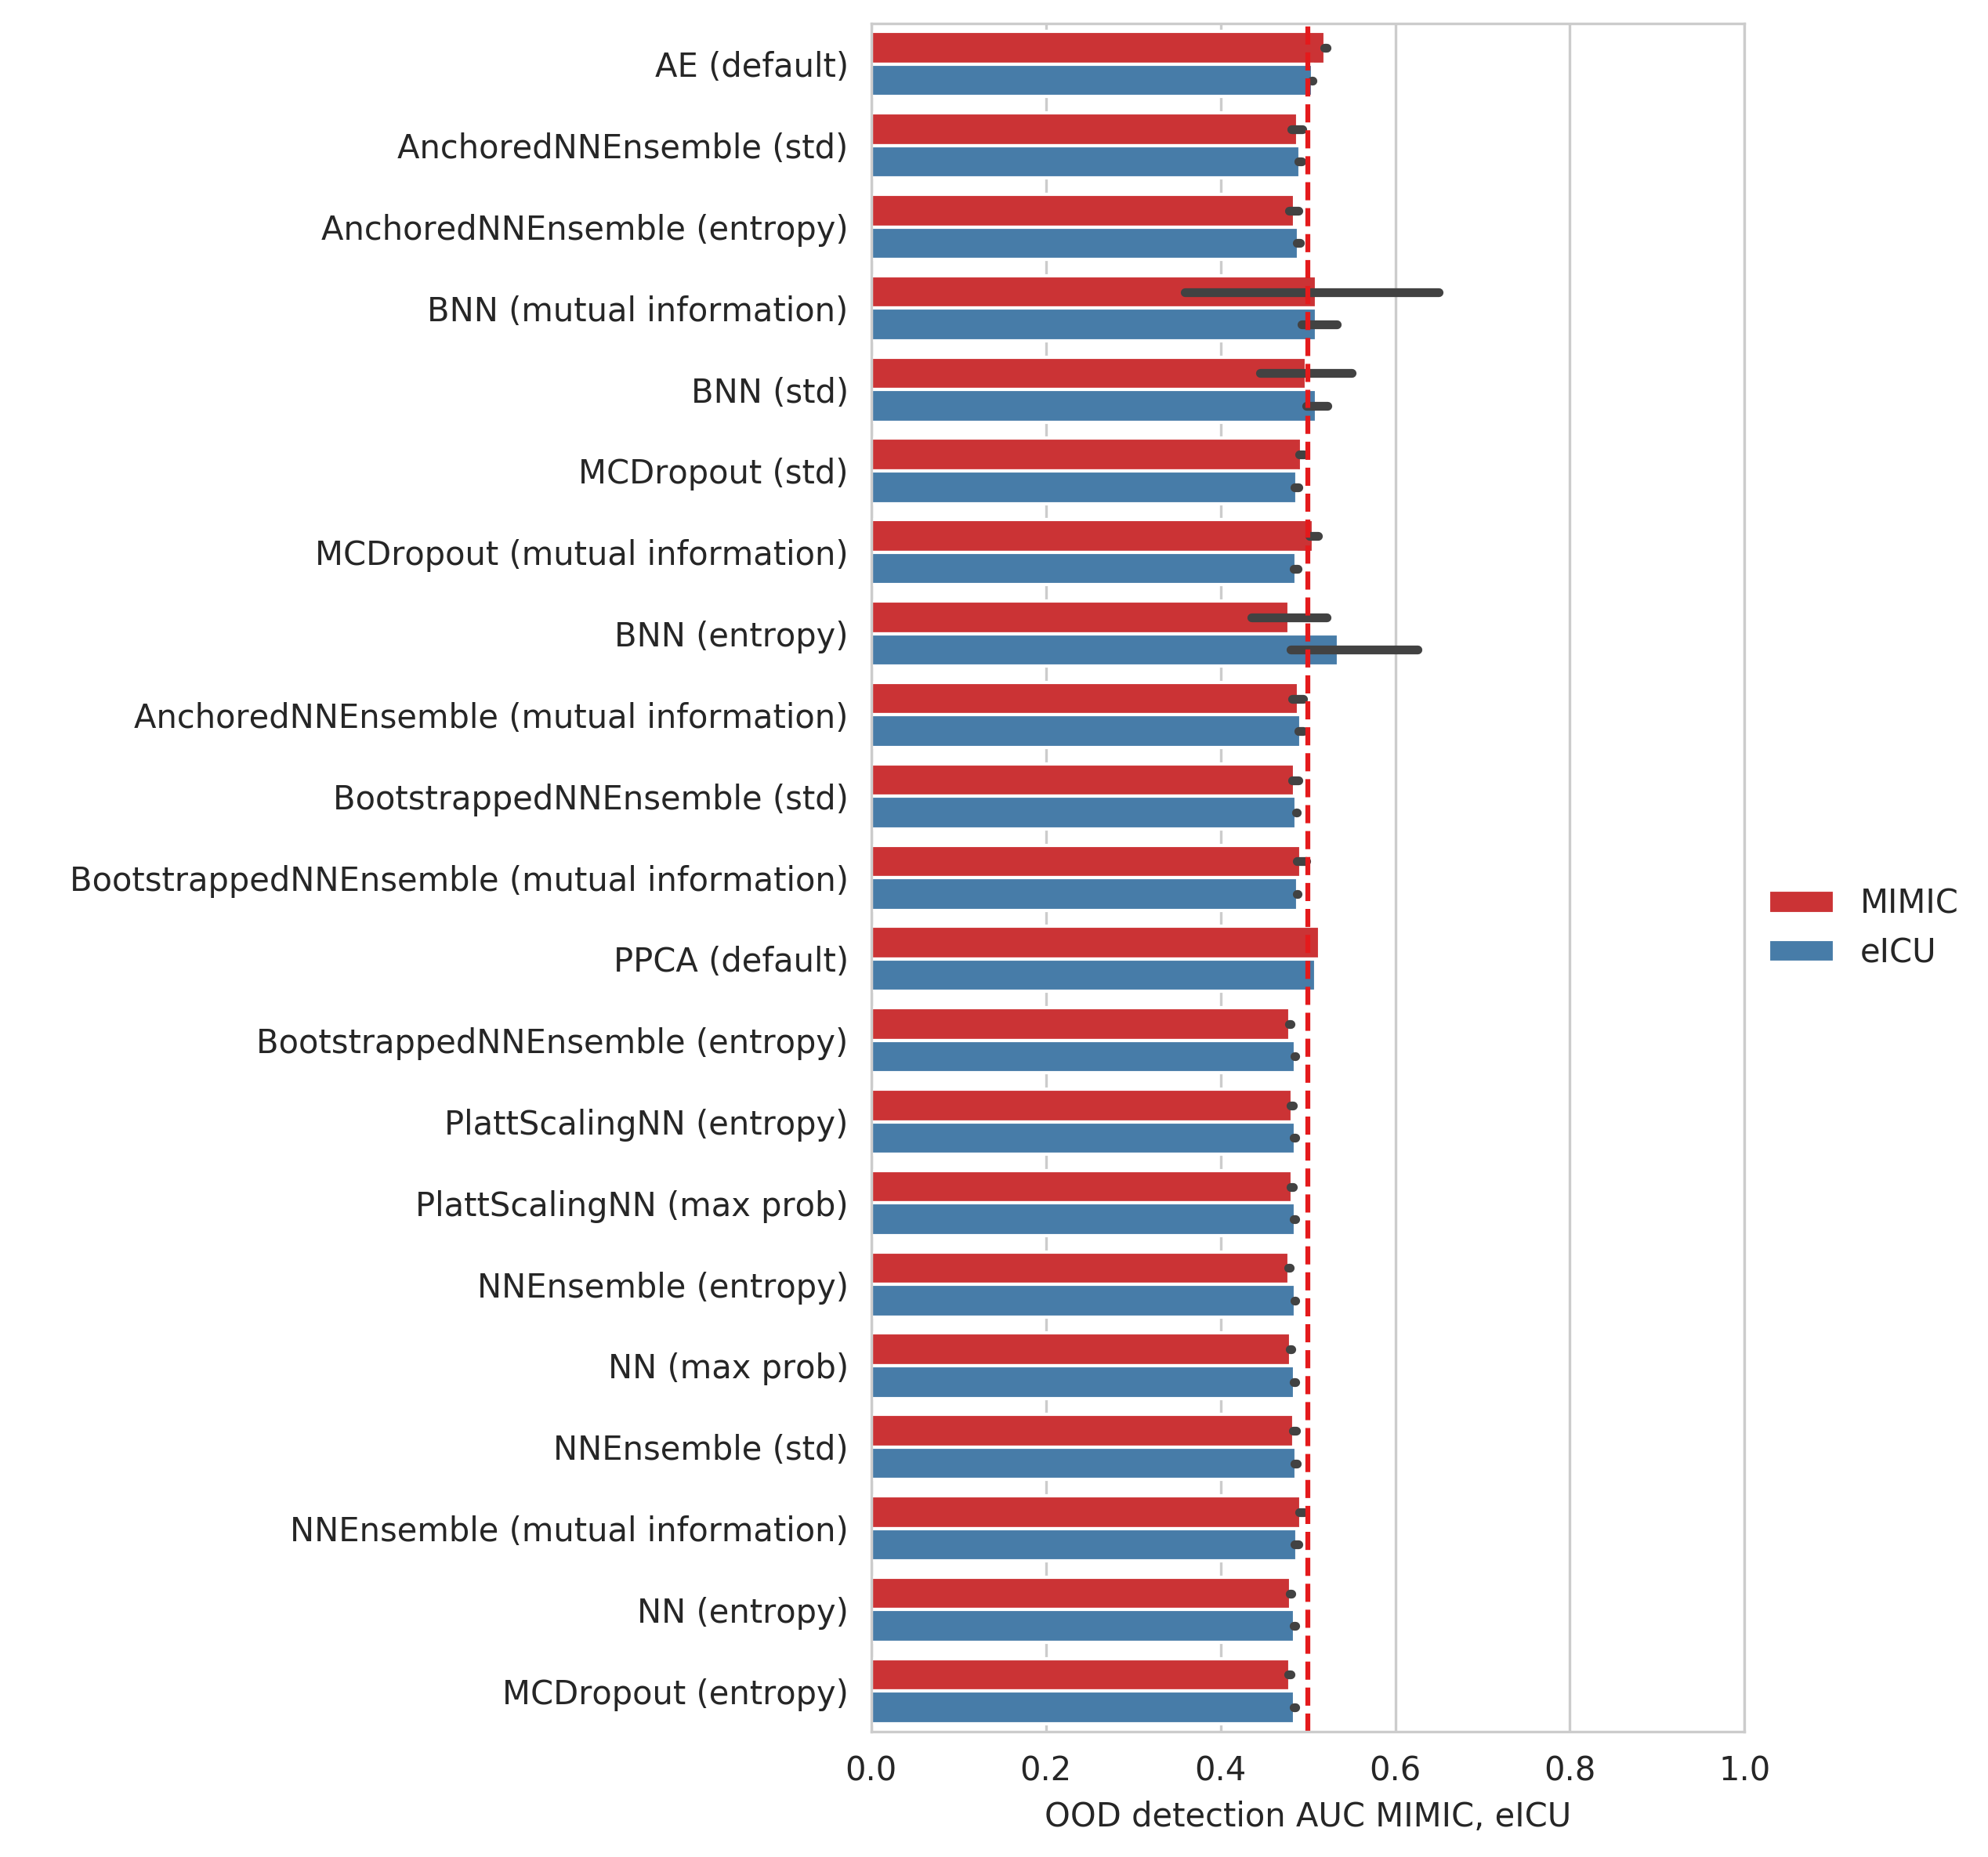 AE (default)
AnchoredNNEnsemble (std)
AnchoredNNEnsemble (entropy)
BNN (mutual information)
BNN (std)
MCDropout (std)
MCDropout (mutual information)
BNN (entropy)
AnchoredNNEnsemble (mutual information)
BootstrappedNNEnsemble (std)
BootstrappedNNEnsemble (mutual information)
PPCA (default)
BootstrappedNNEnsemble (entropy)
PlattScalingNN (entropy)
PlattScalingNN (max prob)
NNEnsemble (entropy)
NN (max prob)
NNEnsemble (std)
NNEnsemble (mutual information)
NN (entropy)
MCDropout (entropy)
0.0 0.2 0.4 0.6 0.8 1.0
OOD detection AUC MIMIC, eICU
MIMIC
eICU